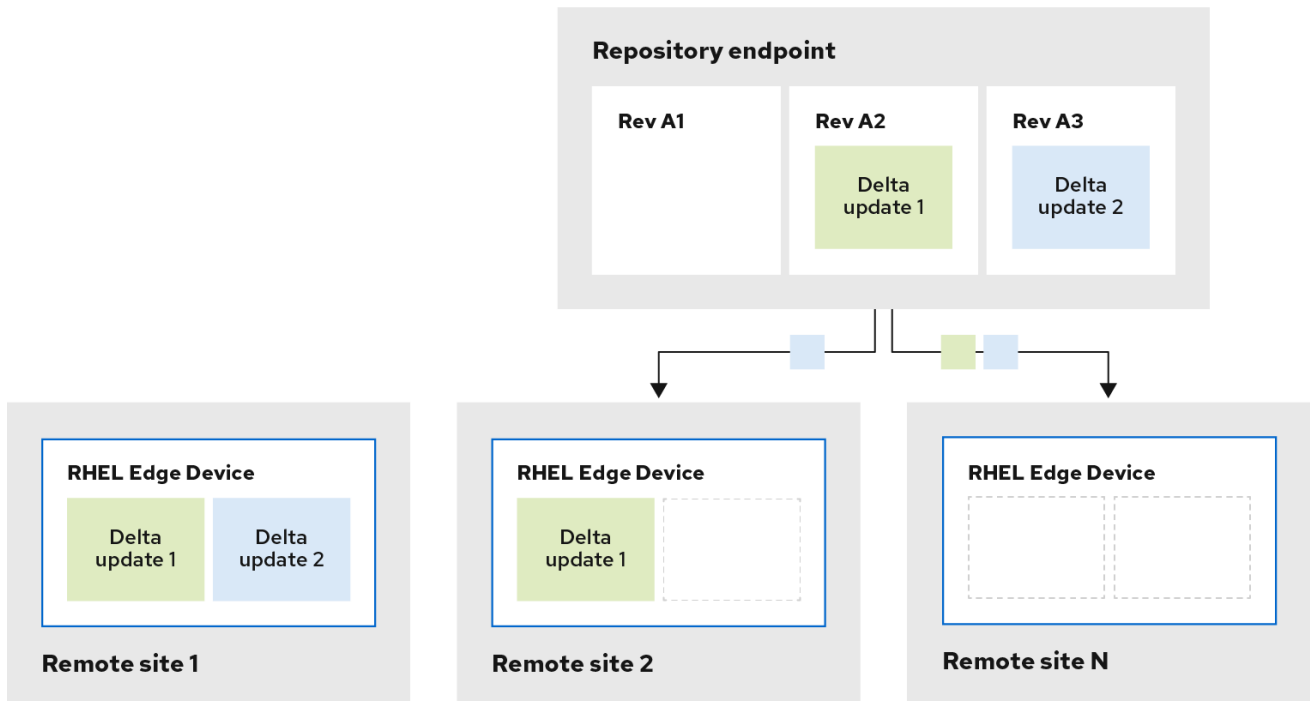 Repository endpoint
Rev A1
Rev A2
Rev A3
Delta
update 1
Delta
update 2
RHEL Edge Device
Delta
update 1
Delta
update 2
Remote site 1
RHEL Edge Device
Delta
update 1
Remote site 2
RHEL Edge Device
Remote site N